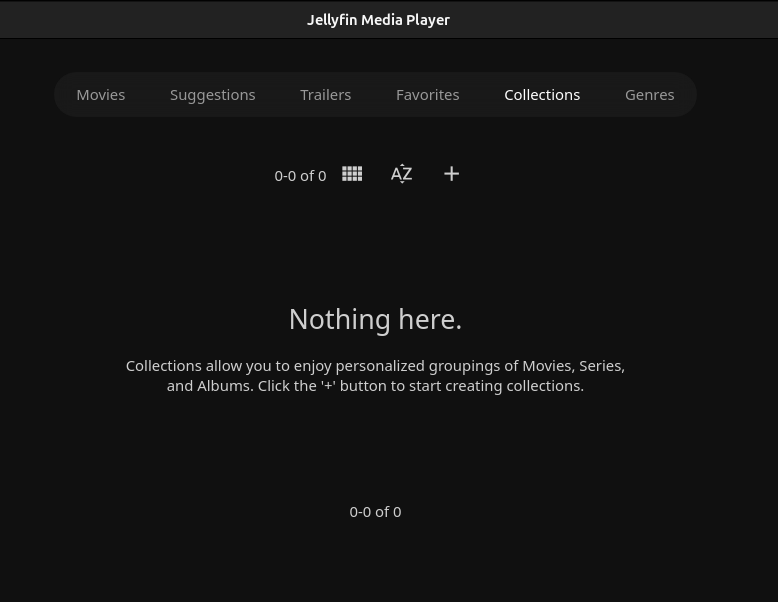 Jellyfin Media Player
Movies Suggestions Trailers Favorites Collections Genres
0-0 of 0 AZ +
Nothing here.
Collections allow you to enjoy personalized groupings of Movies, Series,
and Albums. Click the '+' button to start creating collections.
0-0 of 0